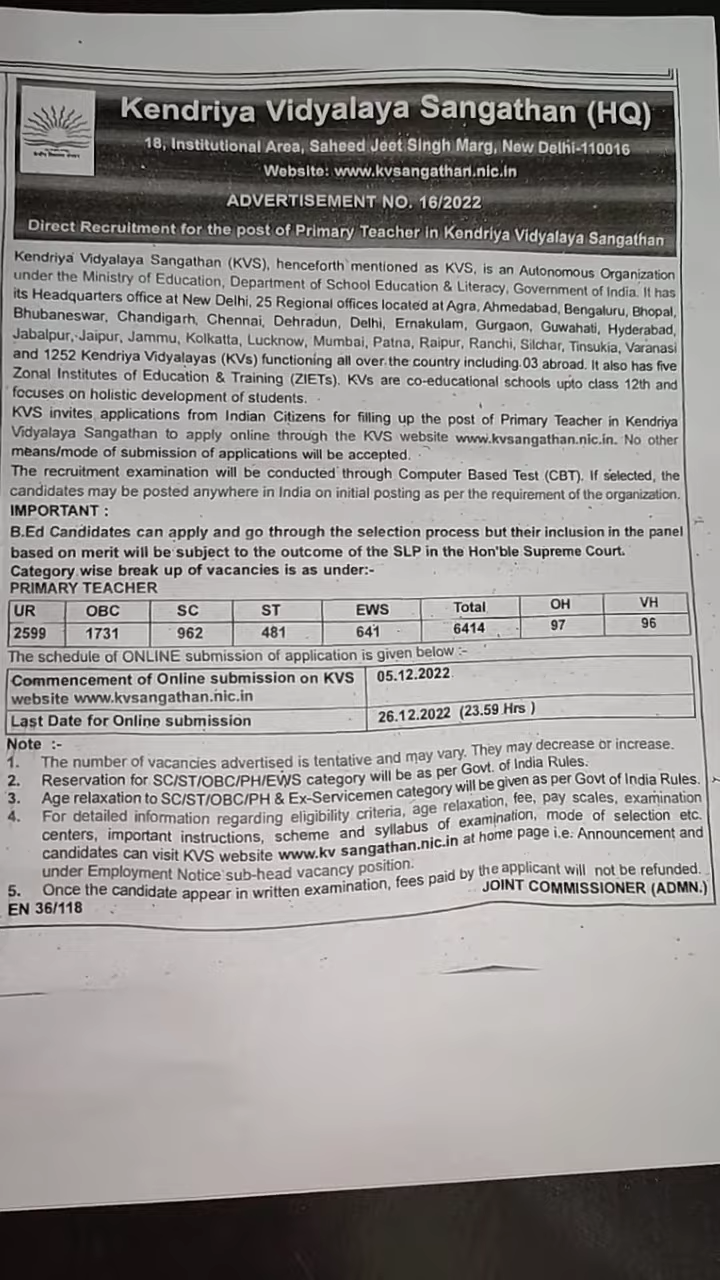 Kendriya Vidyalaya Sangathan (HQ)
18, Institutional Area, Saheed Jeet Singh Marg, New Delhi-110016
Website: www.kvsangathan.nic.in
ADVERTISEMENT NO. 16/2022
Direct Recruitment for the post of Primary Teacher in Kendriya Vidyalaya Sangathan
Kendriya Vidyalaya Sangathan (KVS), henceforth mentioned as KVS, is an Autonomous Organization
under the Ministry of Education, Department of School Education & Literacy, Government of India. It has
its Headquarters office at New Delhi, 25 Regional offices located at Agra, Ahmedabad, Bengaluru, Bhopal,
Bhubaneswar, Chandigarh, Chennai, Dehradun, Delhi, Ernakulam, Gurgaon, Guwahati, Hyderabad,
Jabalpur, Jaipur, Jammu, Kolkatta, Lucknow, Mumbai, Patna, Raipur, Ranchi, Silchar, Tinsukia, Varanasi
and 1252 Kendriya Vidyalayas (KVs) functioning all over the country including 03 abroad. It also has five
Zonal Institutes of Education & Training (ZIETs). KVs are co-educational schools upto class 12th and
focuses on holistic development of students.
KVS invites applications from Indian Citizens for filling up the post of Primary Teacher in Kendriya
Vidyalaya Sangathan to apply online through the KVS website www.kvsangathan.nic.in. No other
means/mode of submission of applications will be accepted.
The recruitment examination will be conducted through Computer Based Test (CBT). If selected, the
candidates may be posted anywhere in India on initial posting as per the requirement of the organization.
IMPORTANT :
B.Ed Candidates can apply and go through the selection process but their inclusion in the panel
based on merit will be subject to the outcome of the SLP in the Hon'ble Supreme Court.
Category wise break up of vacancies is as under:-
PRIMARY TEACHER
UR OBC SC ST EWS Total OH VH
2599 1731 962 481 641 6414 97 96
The schedule of ONLINE submission of application is given below :-
Commencement of Online submission on KVS 05.12.2022
website www.kvsangathan.nic.in
Last Date for Online submission 26.12.2022 (23.59 Hrs )
Note :-
1. The number of vacancies advertised is tentative and may vary. They may decrease or increase.
2. Reservation for SC/ST/OBC/PH/EWS category will be as per Govt. of India Rules.
3. Age relaxation to SC/ST/OBC/PH & Ex-Servicemen category will be given as per Govt of India Rules.
4. For detailed information regarding eligibility criteria, age relaxation, fee, pay scales, examination
centers, important instructions, scheme and syllabus of examination, mode of selection etc.
candidates can visit KVS website www.kv sangathan.nic.in at home page i.e. Announcement and
under Employment Notice sub-head vacancy position.
5. Once the candidate appear in written examination, fees paid by the applicant will not be refunded.
JOINT COMMISSIONER (ADMN.)
EN 36/118